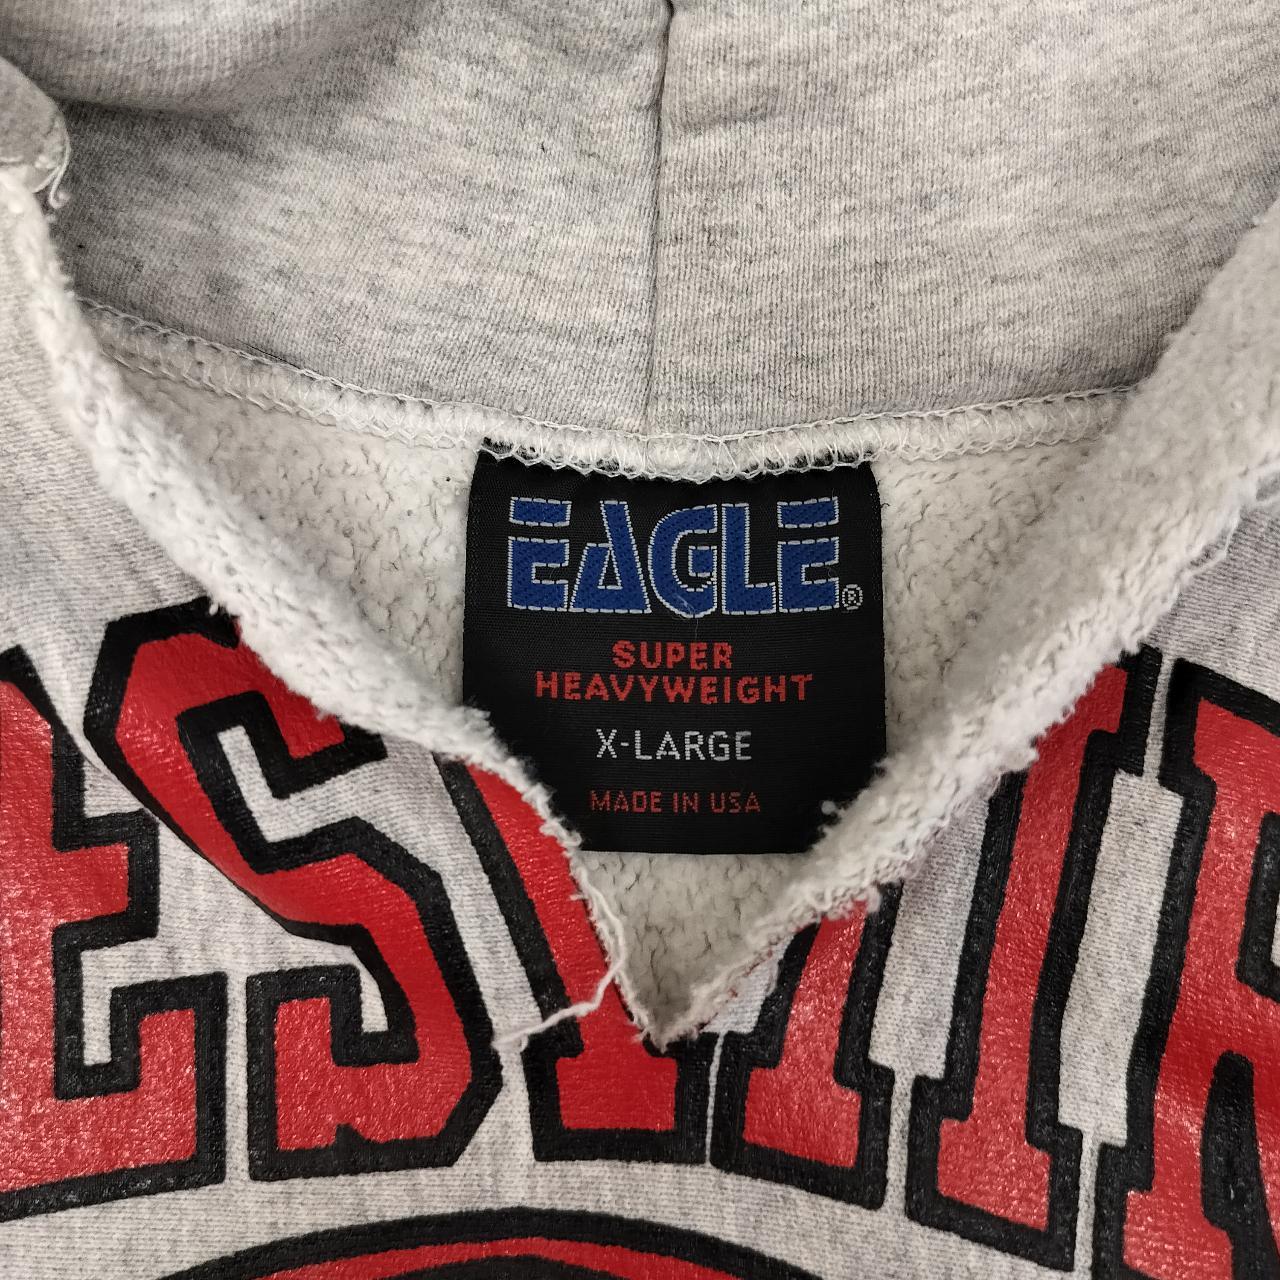 EAGLE®
SUPER
HEAVYWEIGHT
X-LARGE
MADE IN USA